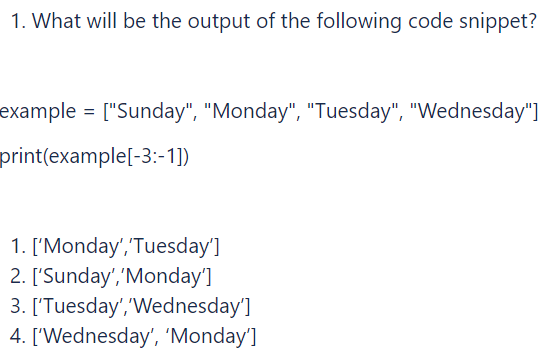 1. What will be the output of the following code snippet?
example = ["Sunday", "Monday", "Tuesday", "Wednesday"]
print(example[-3:-1])
1. [‘Monday’,’Tuesday’]
2. [‘Sunday’,’Monday’]
3. [‘Tuesday’,’Wednesday’]
4. [‘Wednesday’, ‘Monday’]